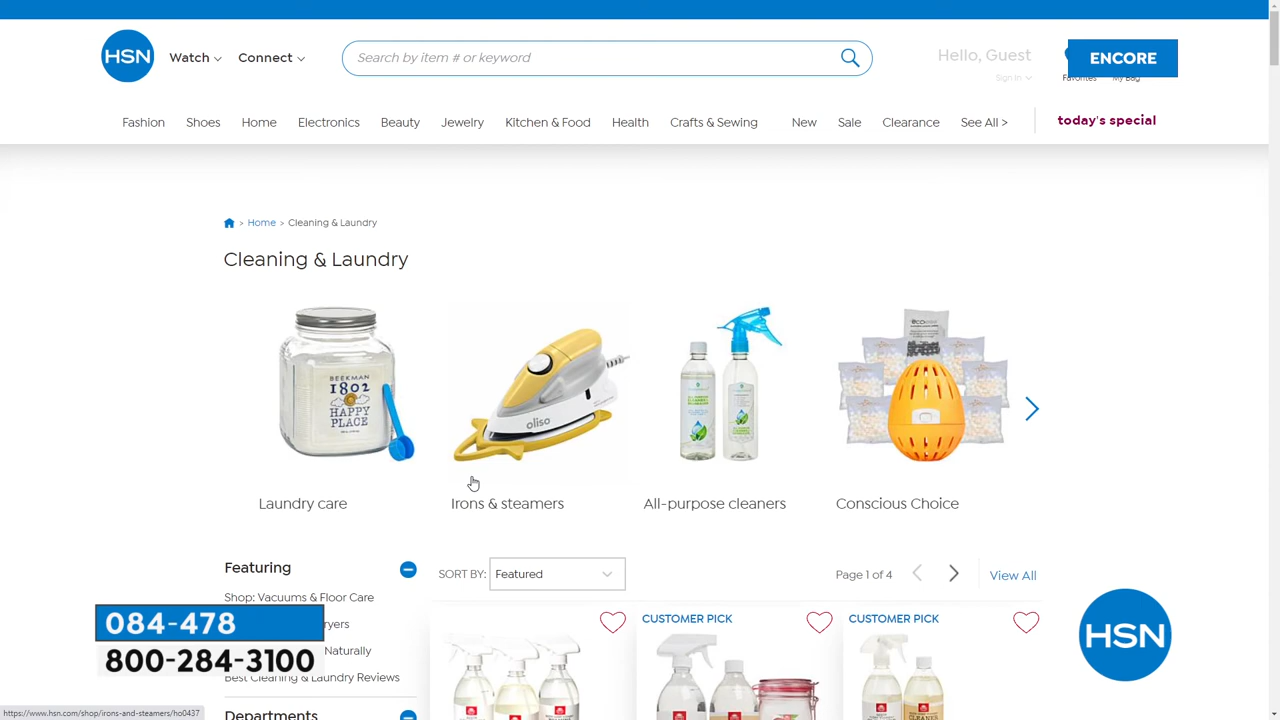 HSN
Watch
Connect
Search by item # or keyword
Hello, Guest
Sign In
ENCORE
Favorites
My Bag
Fashion
Shoes
Home
Electronics
Beauty
Jewelry
Kitchen & Food
Health
Crafts & Sewing
New
Sale
Clearance
See All >
today's special
> Home > Cleaning & Laundry
Cleaning & Laundry
BEEKMAN
1802
HAPPY
PLACE
oliso
Laundry care
Irons & steamers
All-purpose cleaners
Conscious Choice
Featuring
SORT BY: Featured
Page 1 of 4
View All
Shop: Vacuums & Floor Care
084-478
ryers
Naturally
800-284-3100
Best Cleaning & Laundry Reviews
Departments
CUSTOMER PICK
CUSTOMER PICK
HSN
https://www.hsn.com/shop/irons-and-steamers/ho0437